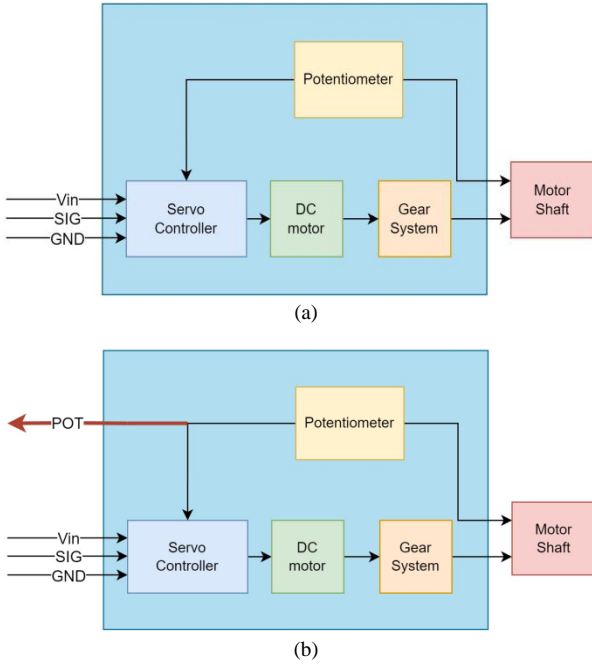 Potentiometer
Vin
SIG
GND
Servo
Controller
DC
motor
Gear
System
Motor
Shaft
(a)
POT
Potentiometer
Vin
SIG
GND
Servo
Controller
DC
motor
Gear
System
Motor
Shaft
(b)